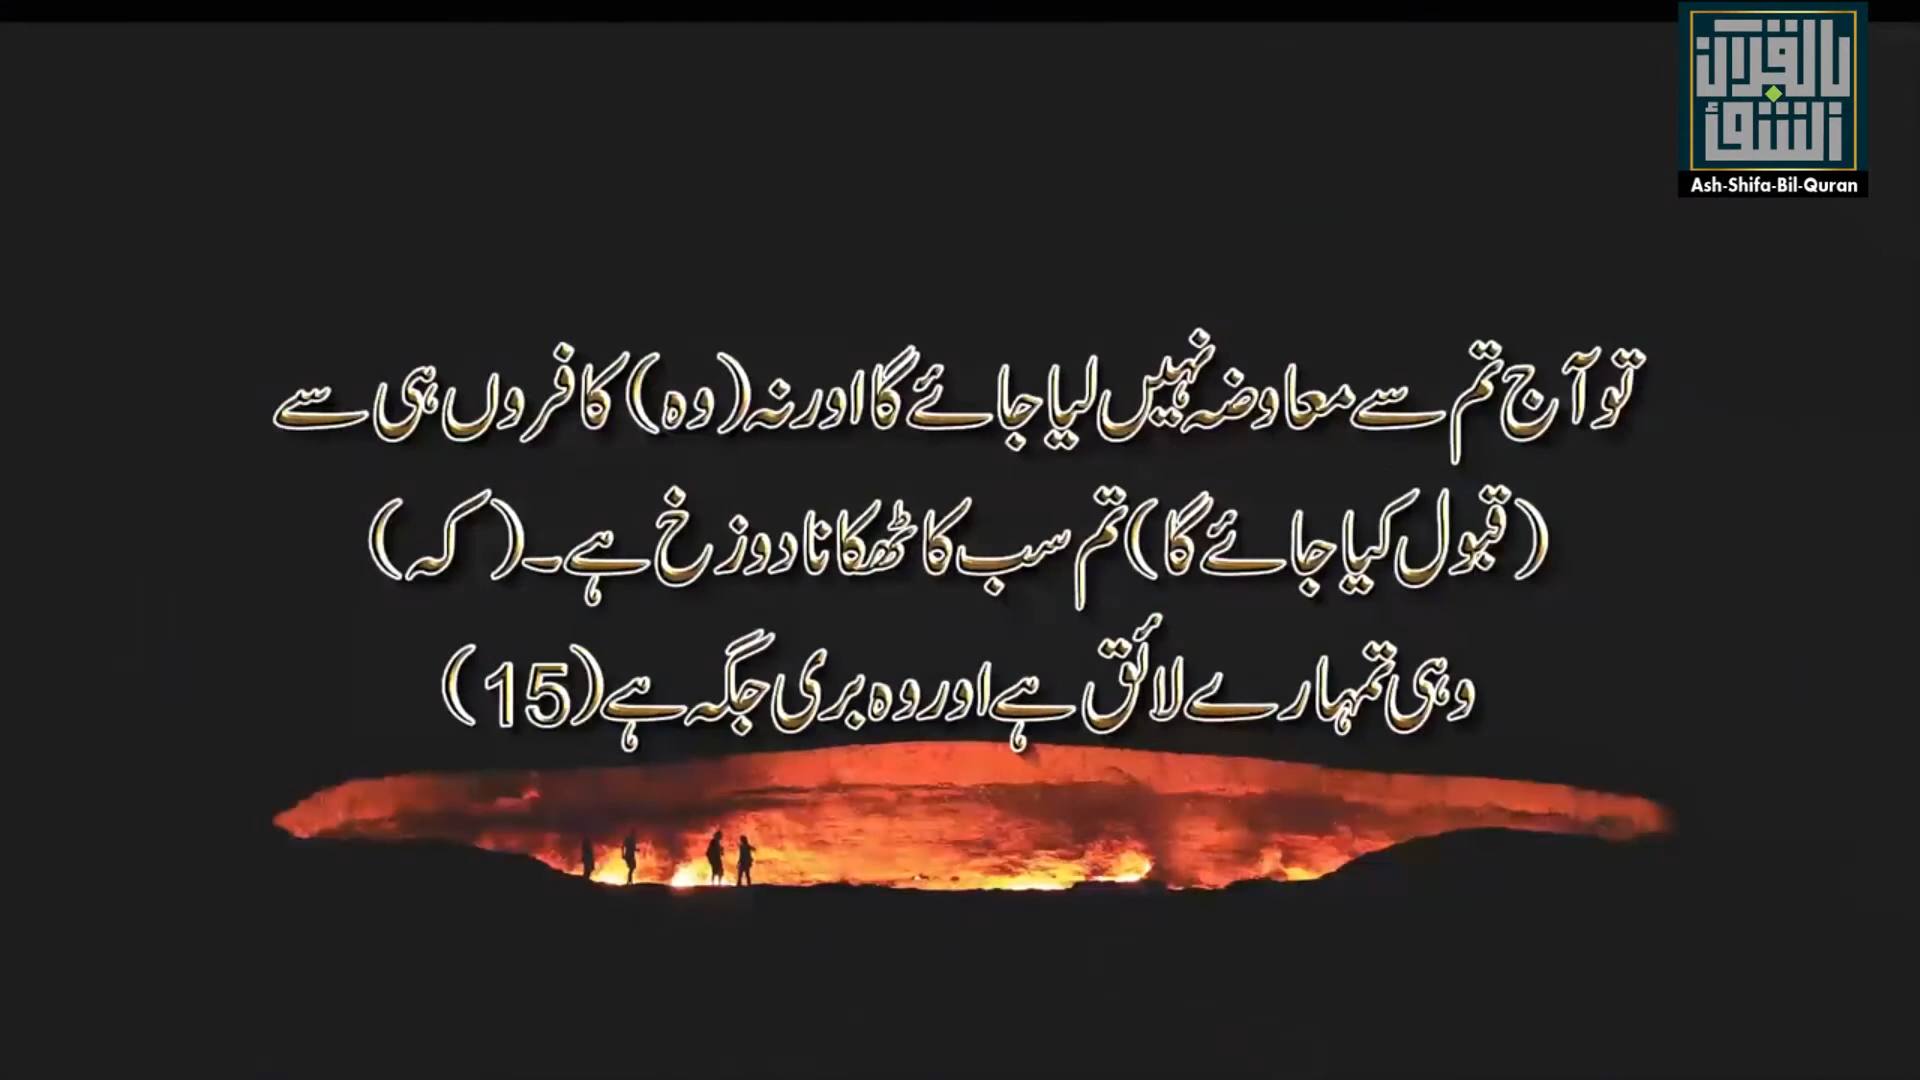 بالقرآن
الشفاء
Ash-Shifa-Bil-Quran
تو آج تم سے معاوضہ نہیں لیا جائے گا اور نہ (وہ) کافروں ہی سے
(قبول کیا جائے گا) تم سب کا ٹھکانا دوزخ ہے۔ (کہ)
وہی تمہارے لائق ہے اور وہ بری جگہ ہے (15)